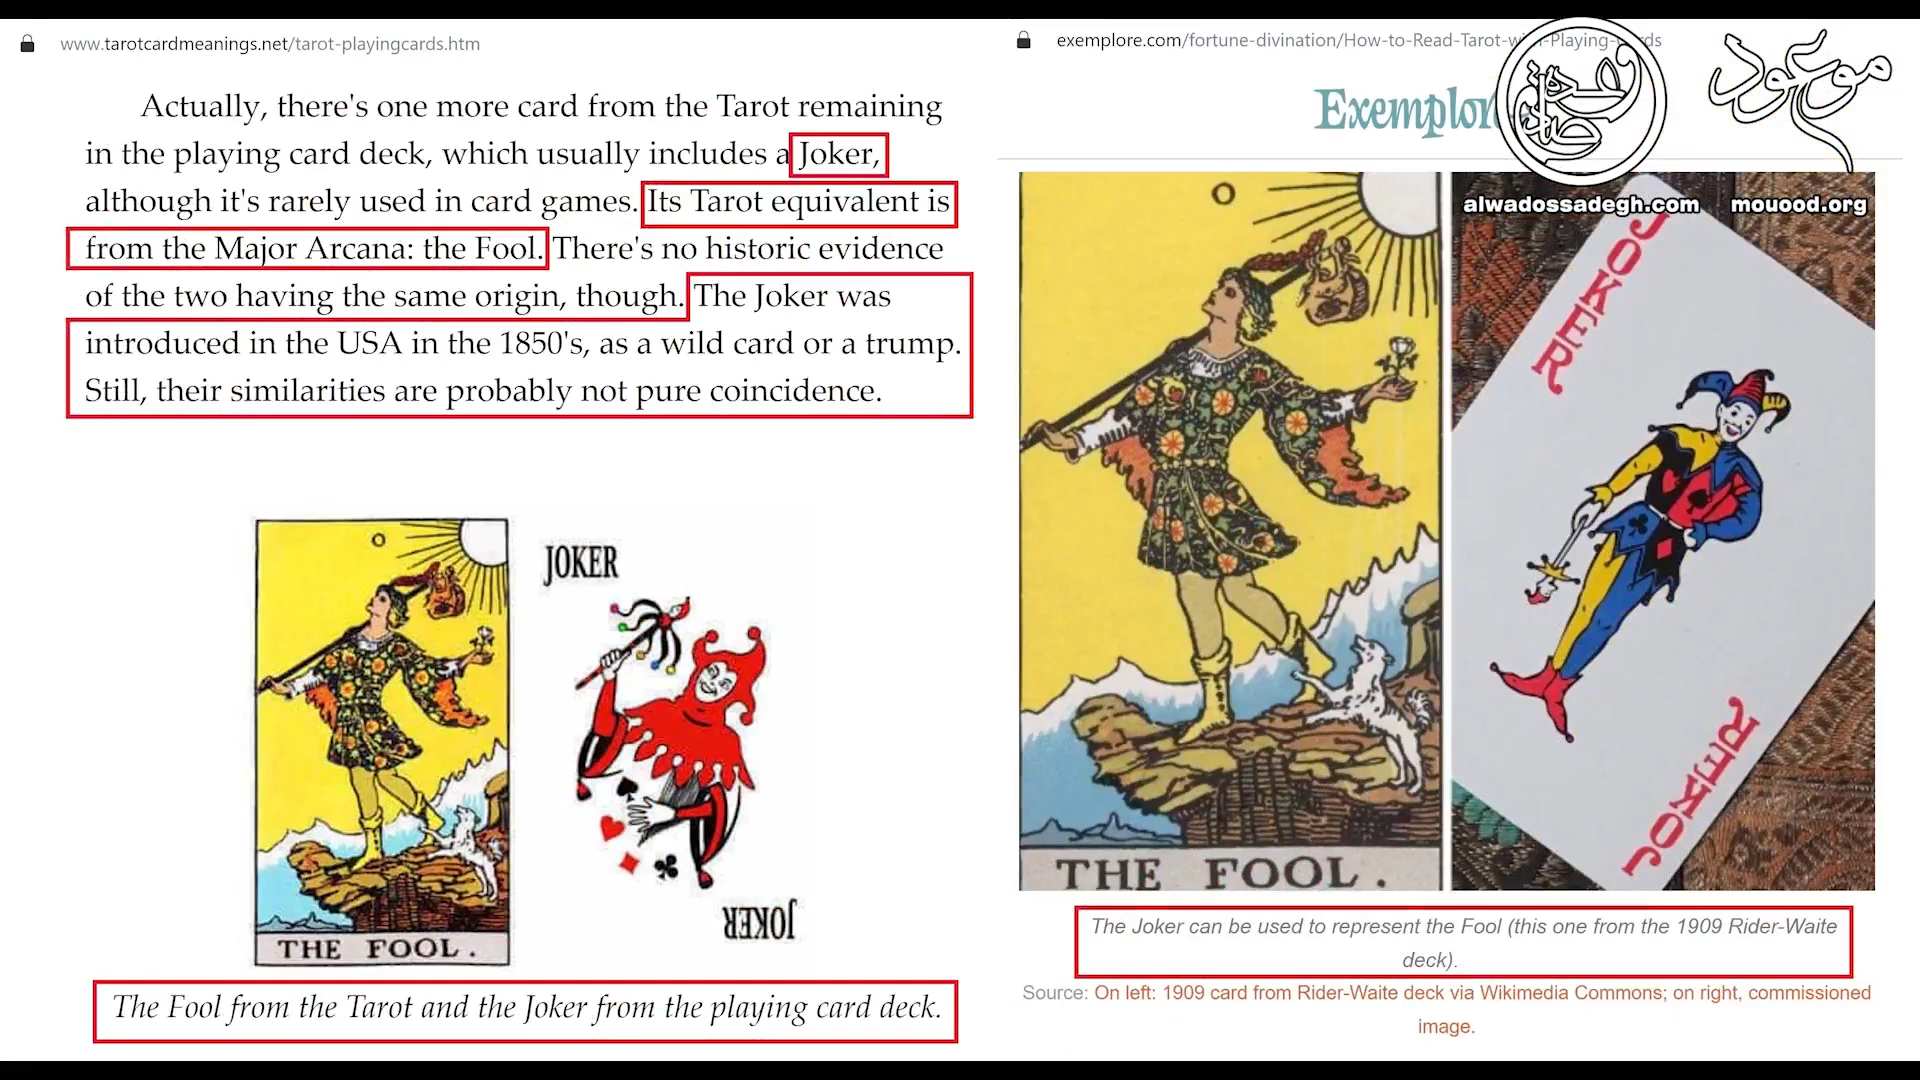 www.tarotcardmeanings.net/tarot-playingcards.htm
Actually, there's one more card from the Tarot remaining
in the playing card deck, which usually includes a Joker,
although it's rarely used in card games. Its Tarot equivalent is
from the Major Arcana: the Fool. There's no historic evidence
of the two having the same origin, though. The Joker was
introduced in the USA in the 1850's, as a wild card or a trump.
Still, their similarities are probably not pure coincidence.
THE FOOL.
JOKER
JOKER
The Fool from the Tarot and the Joker from the playing card deck.
exemplore.com/fortune-divination/How-to-Read-Tarot-with-Playing-Cards
Exemplore
موعود
alwadossadegh.com
mouood.org
THE FOOL.
JOKER
JOKER
The Joker can be used to represent the Fool (this one from the 1909 Rider-Waite
deck).
Source: On left: 1909 card from Rider-Waite deck via Wikimedia Commons; on right, commissioned
image.